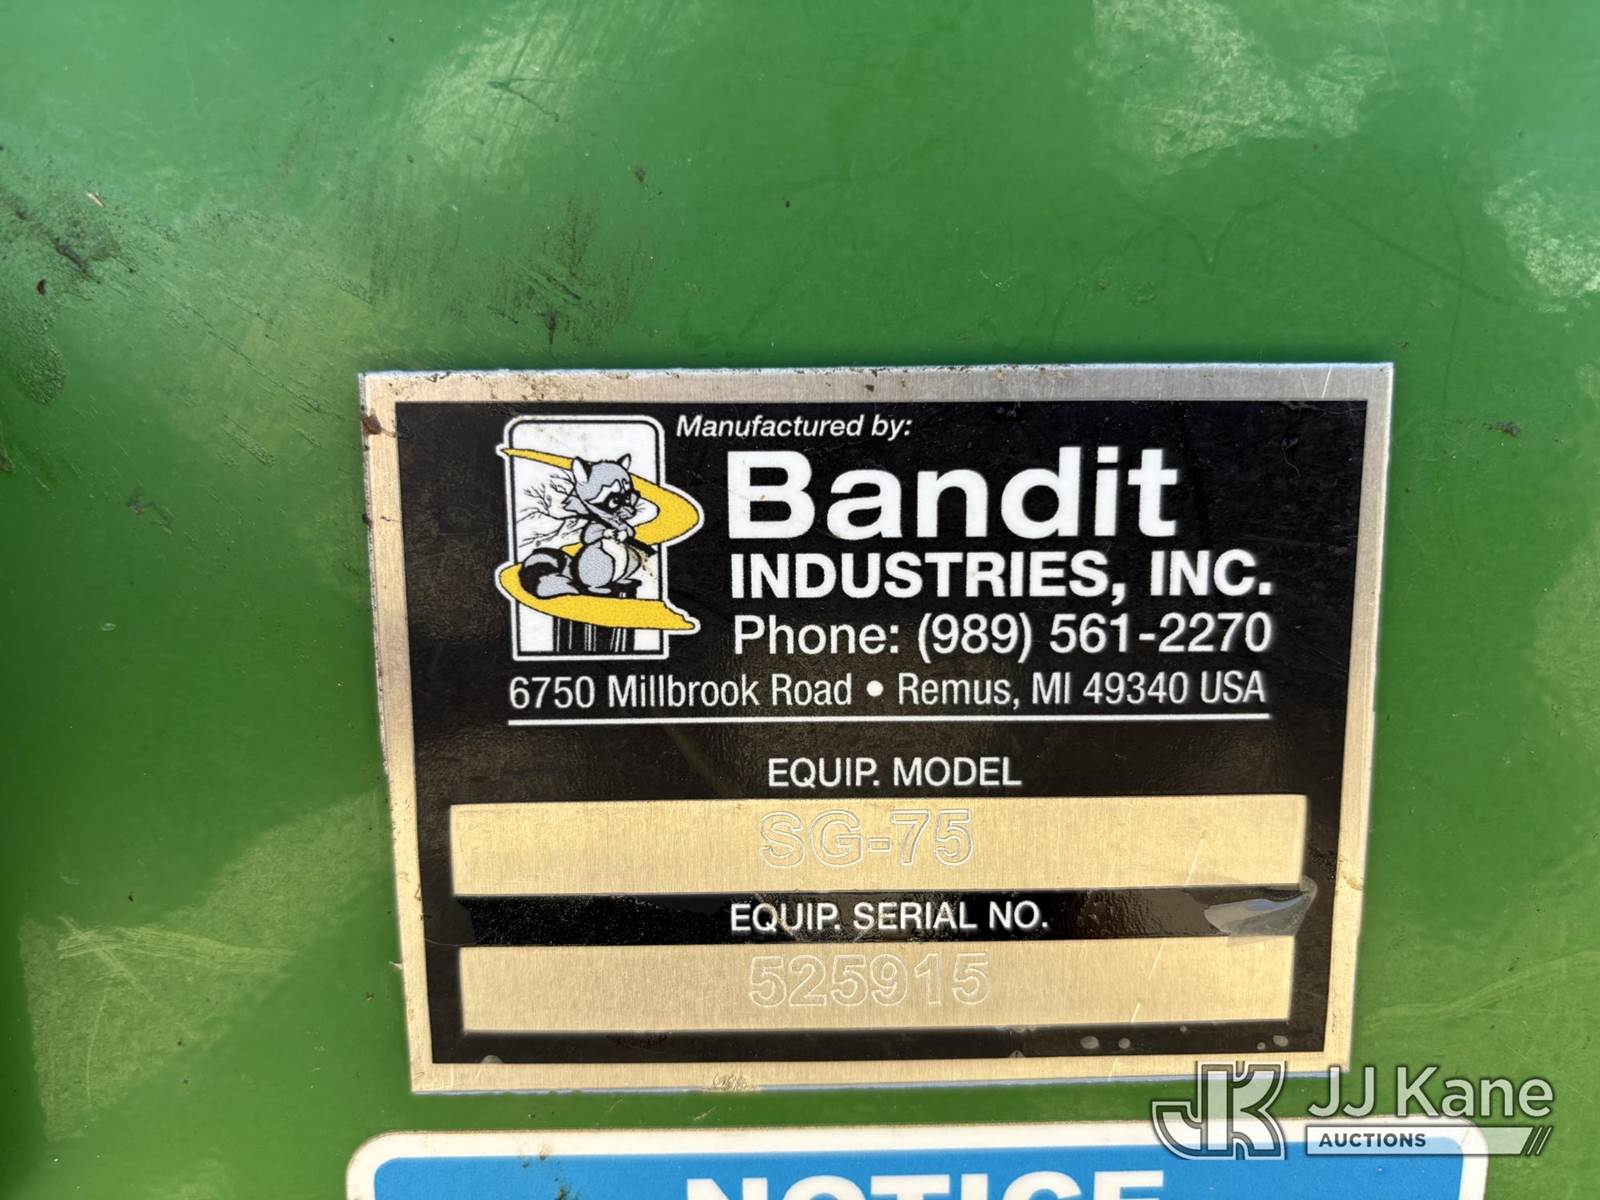 Manufactured by:
Bandit
INDUSTRIES, INC.
Phone: (989) 561-2270
6750 Millbrook Road • Remus, MI 49340 USA
EQUIP. MODEL
SG-75
EQUIP. SERIAL NO.
525915
NOTICE
JK JJ Kane
AUCTIONS